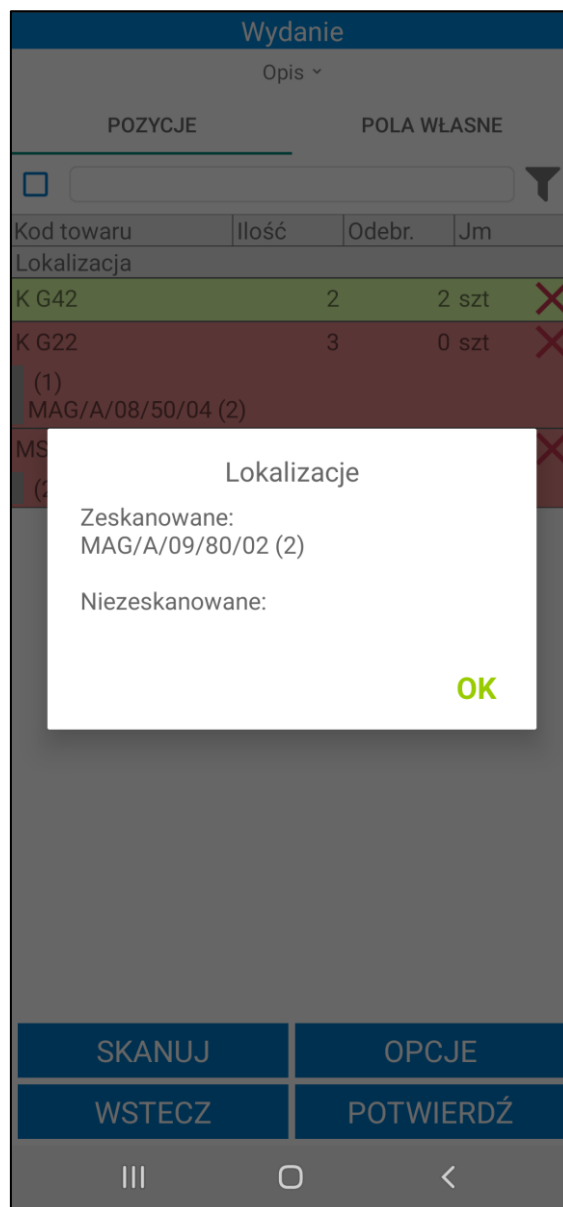 Wydanie
Opis
POZYCJE POLA WŁASNE
Kod towaru Ilość Odebr. Jm
Lokalizacja
K G42 2 2 szt
K G22 3 0 szt
(1)
MAG/A/08/50/04 (2)
MS
Lokalizacje
Zeskanowane:
MAG/A/09/80/02 (2)
Niezeskanowane:
OK
SKANUJ OPCJE
WSTECZ POTWIERDŹ